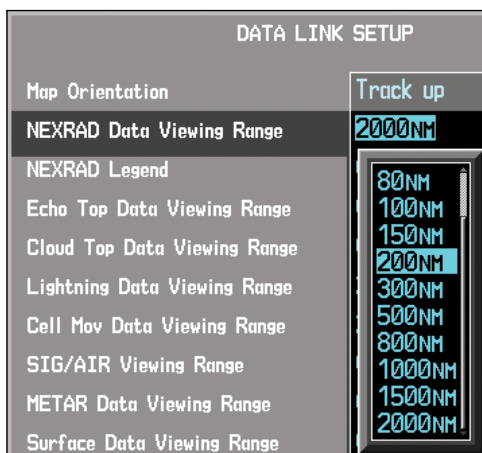 DATA LINK SETUP
Map Orientation
Track up
NEXRAD Data Viewing Range
2000NM
NEXRAD Legend
Echo Top Data Viewing Range
Cloud Top Data Viewing Range
Lightning Data Viewing Range
Cell Mov Data Viewing Range
SIG/AIR Viewing Range
METAR Data Viewing Range
Surface Data Viewing Range
80NM
100NM
150NM
200NM
300NM
500NM
800NM
1000NM
1500NM
2000NM